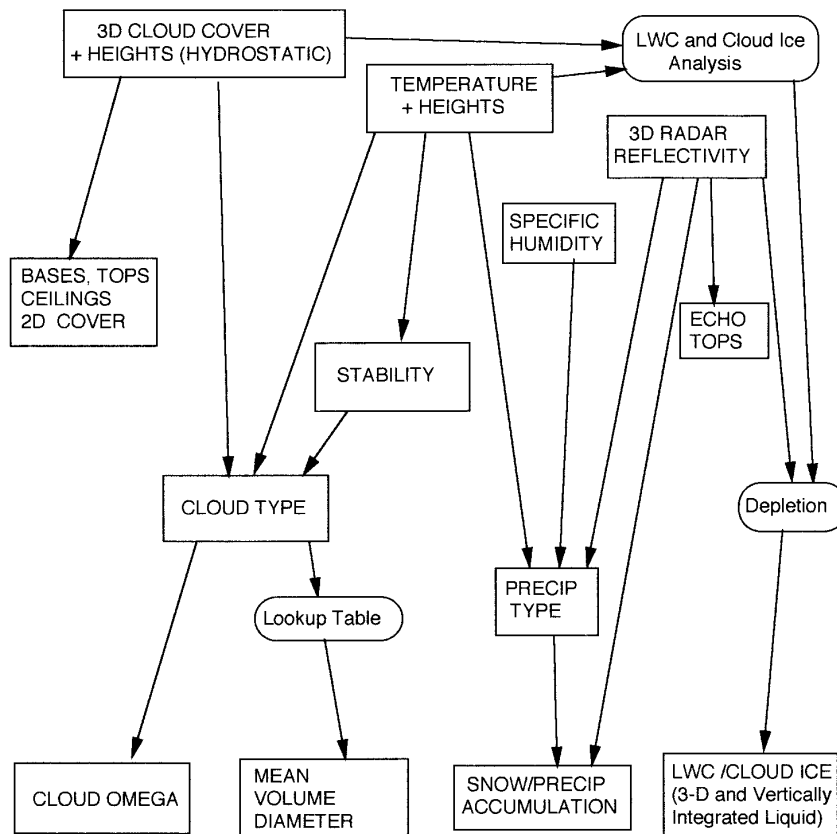 3D CLOUD COVER
+ HEIGHTS (HYDROSTATIC)
LWC and Cloud Ice
Analysis
TEMPERATURE
+ HEIGHTS
3D RADAR
REFLECTIVITY
SPECIFIC
HUMIDITY
BASES, TOPS
CEILINGS
2D COVER
ECHO
TOPS
STABILITY
CLOUD TYPE
Depletion
PRECIP
TYPE
Lookup Table
CLOUD OMEGA
MEAN
VOLUME
DIAMETER
SNOW/PRECIP
ACCUMULATION
LWC /CLOUD ICE
(3-D and Vertically
Integrated Liquid)